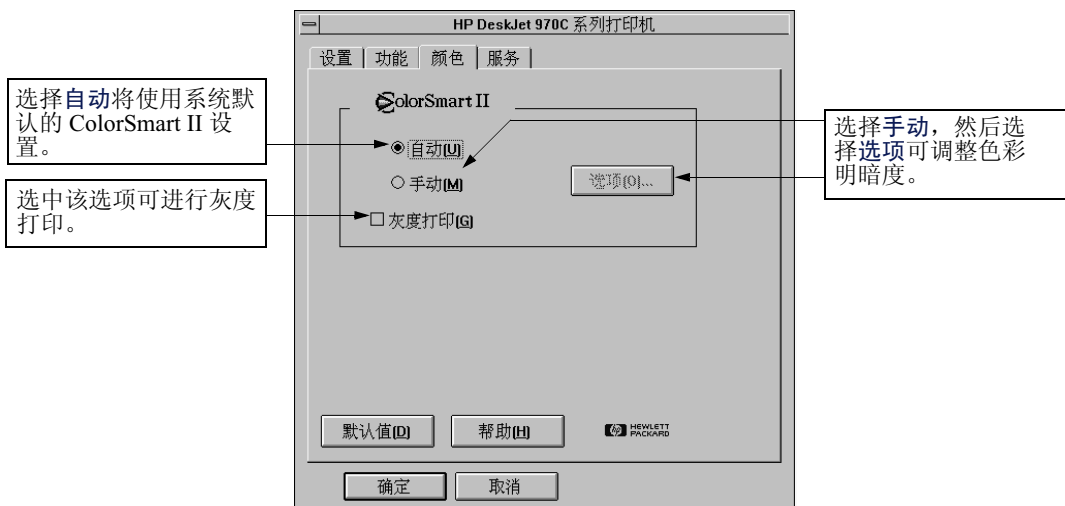 HP DeskJet 970C 系列打印机
设置 功能 颜色 服务
选择自动将使用系统默
认的 ColorSmart II 设
置。
选中该选项可进行灰度
打印。
ColorSmart II
自动(U)
手动(M)
选项(O)...
灰度打印(G)
选择手动，然后选
择选项可调整色彩
明暗度。
默认值(D) 帮助(H) hp HEWLETT
PACKARD
确定 取消